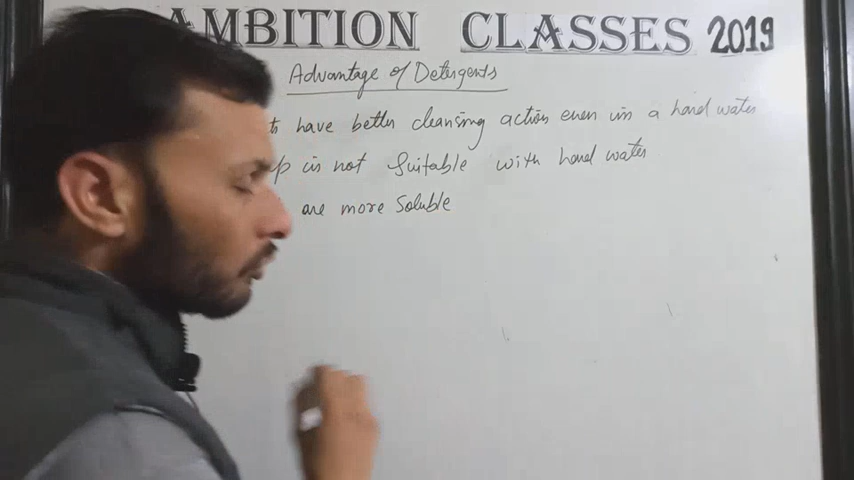 AMBITION CLASSES 2019
Advantage of Detergents
have better cleansing action even in a hard water
is not Suitable with hard water
are more Soluble